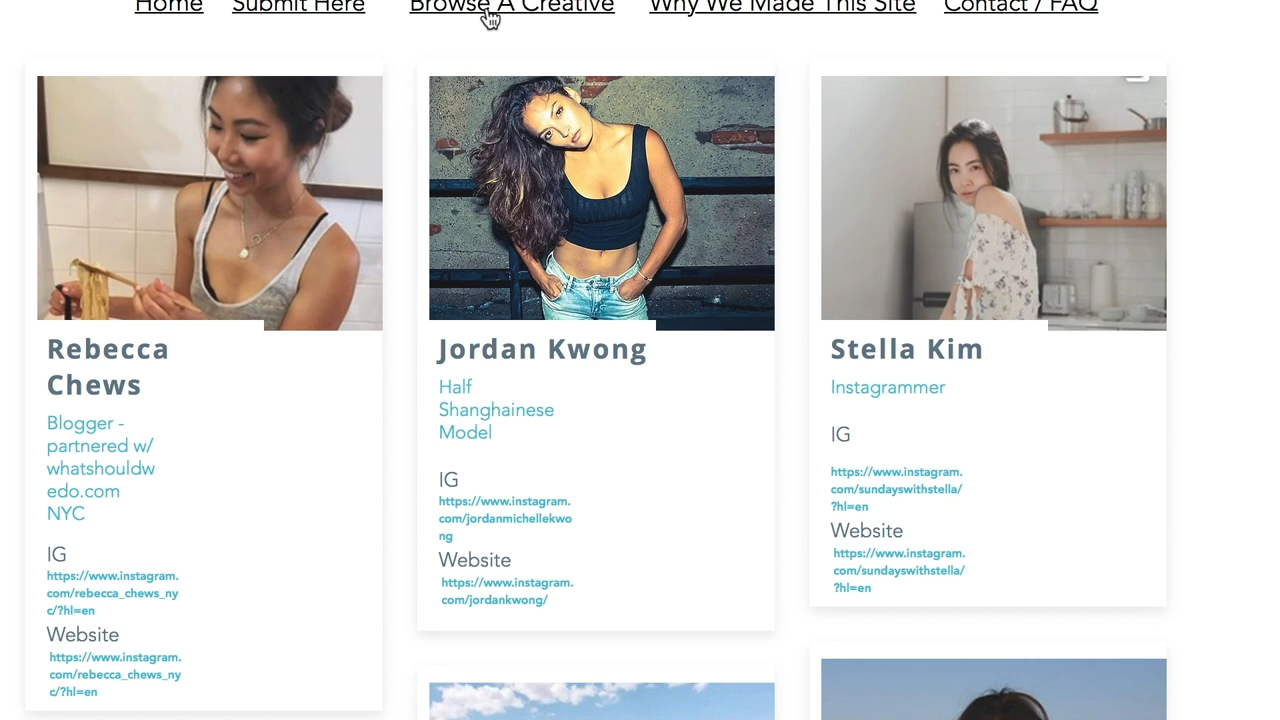 Home Submit Here Browse A Creative Why We Made This Site Contact / FAQ
Rebecca
Chews
Blogger -
partnered w/
whatshouldw
edo.com
NYC
IG
https://www.instagram.
com/rebecca_chews_ny
c/?hl=en
Website
https://www.instagram.
com/rebecca_chews_ny
c/?hl=en
Jordan Kwong
Half
Shanghainese
Model
IG
https://www.instagram.
com/jordanmichellekwo
ng
Website
https://www.instagram.
com/jordankwong/
Stella Kim
Instagrammer
IG
https://www.instagram.
com/sundayswithstella/
?hl=en
Website
https://www.instagram.
com/sundayswithstella/
?hl=en